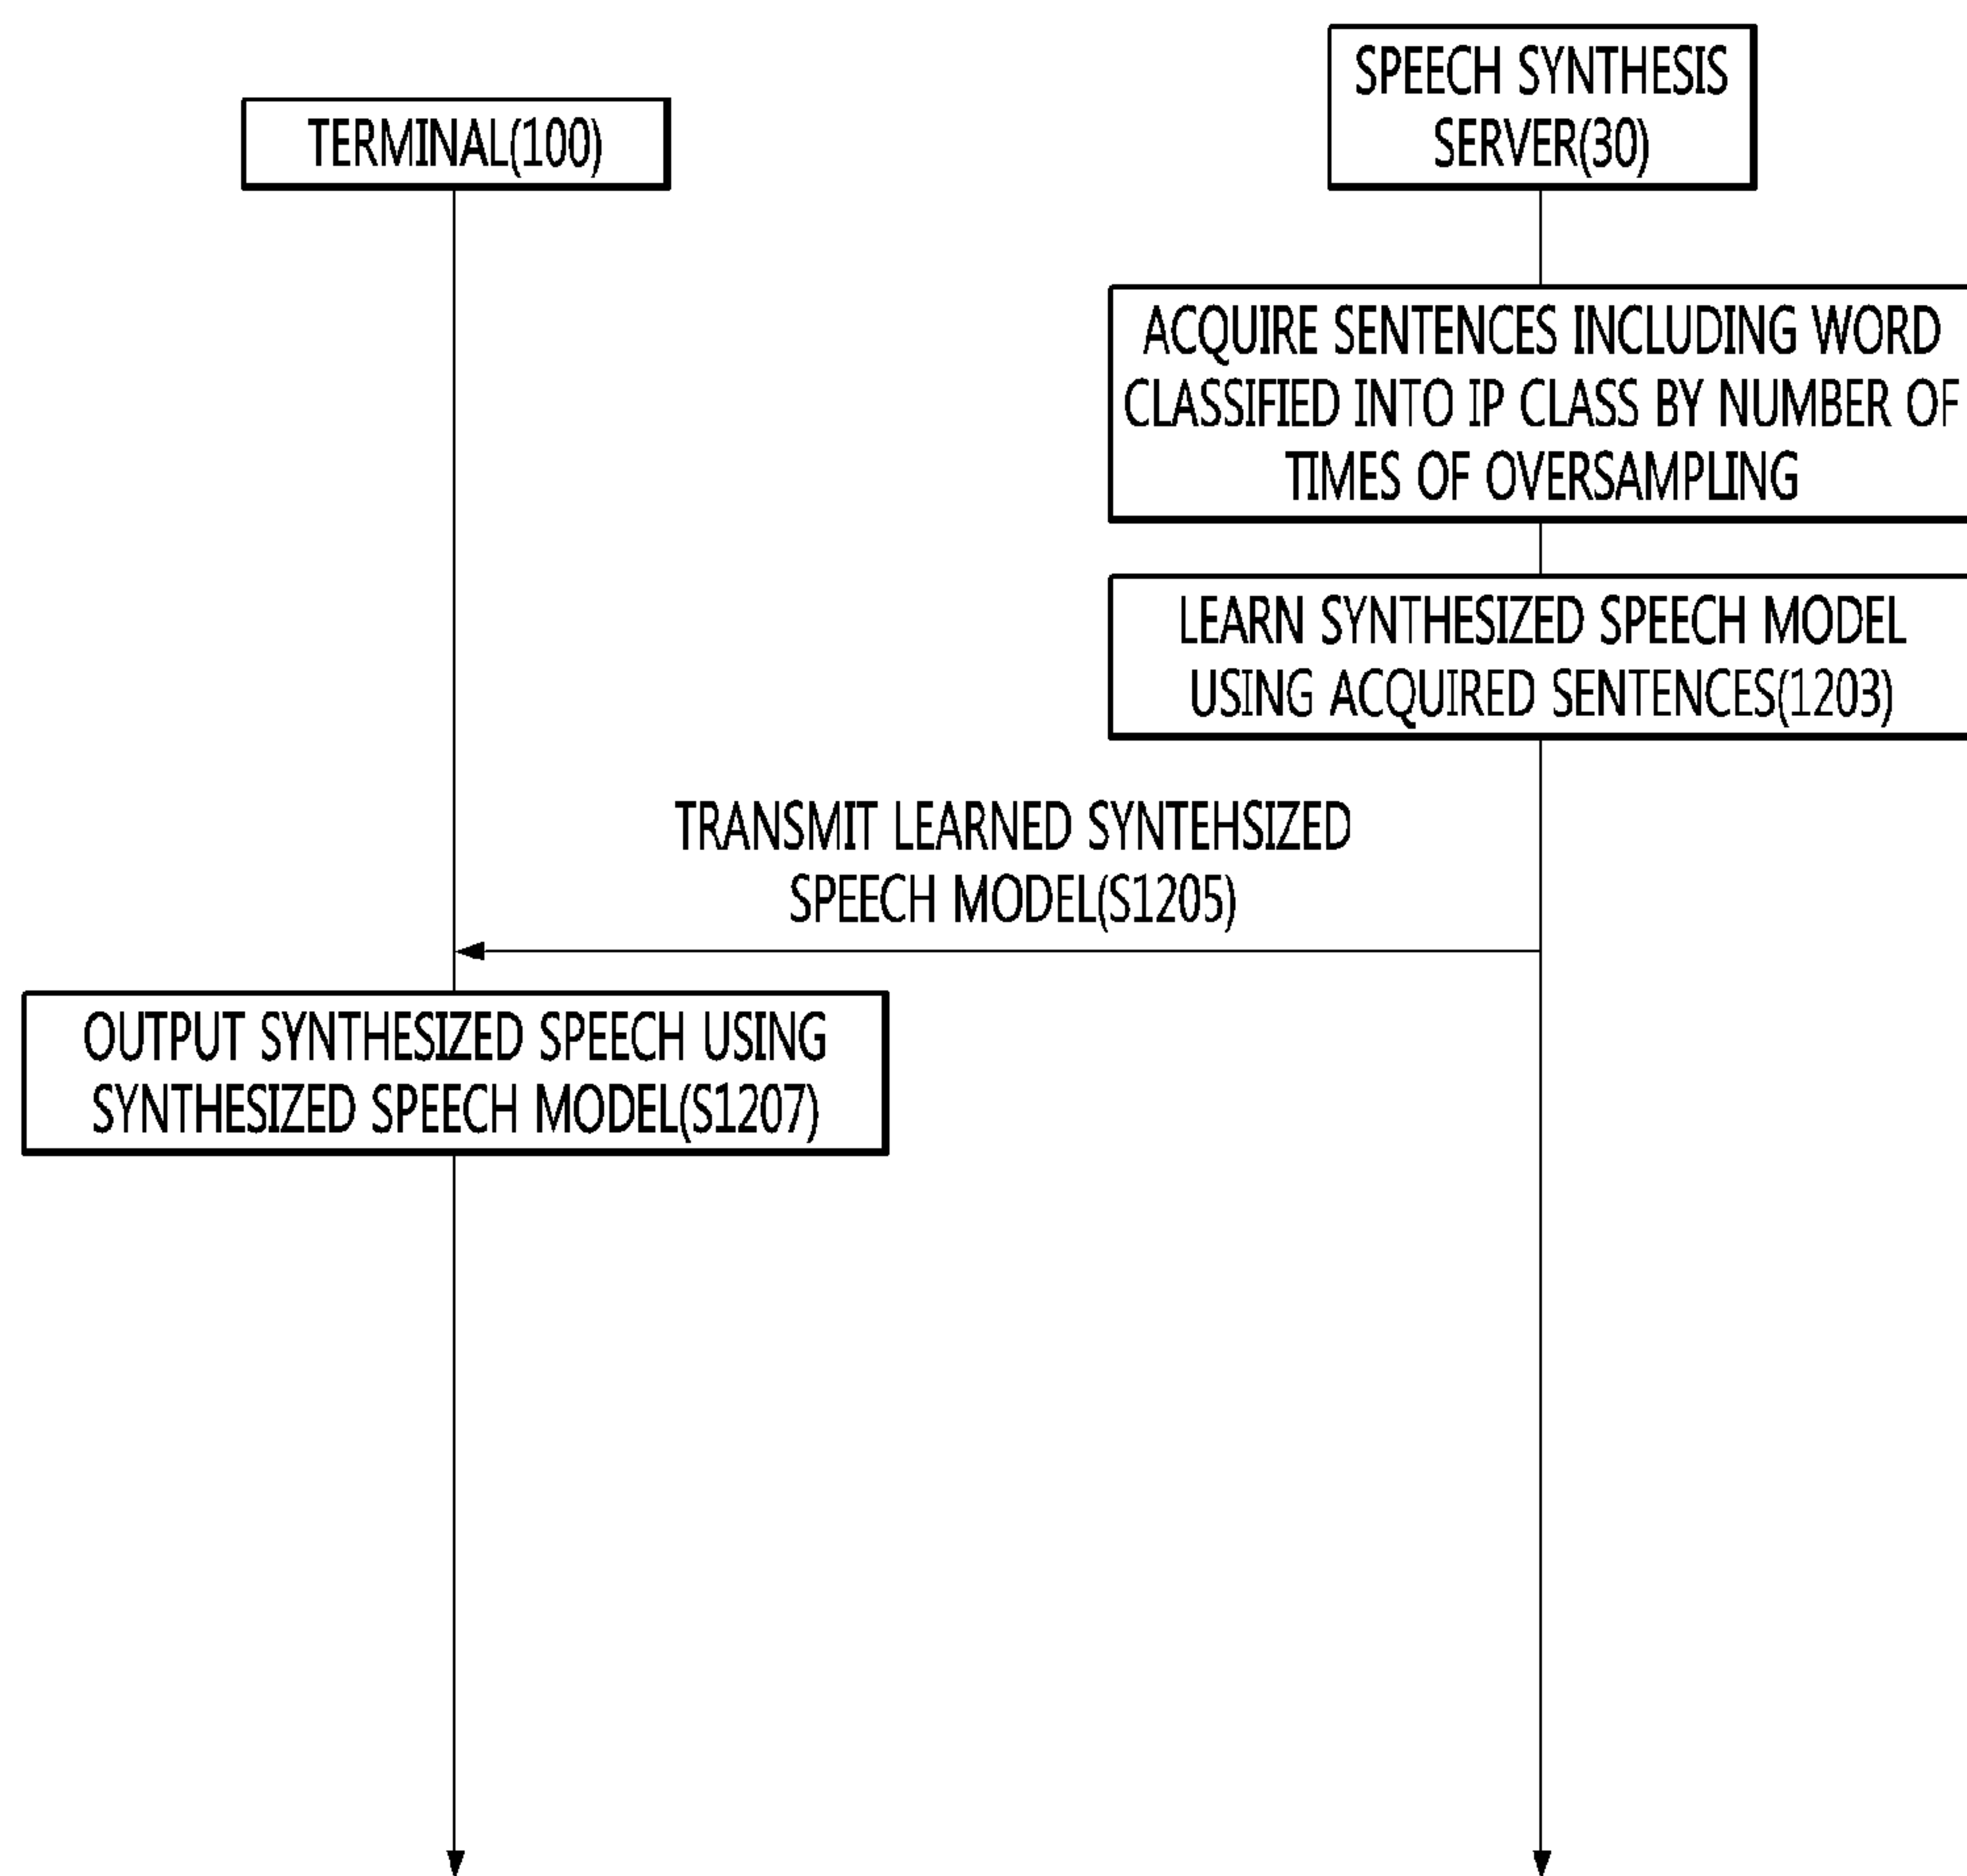 TERMINAL(100)
SPEECH SYNTHESIS
SERVER(30)
ACQUIRE SENTENCES INCLUDING WORD
CLASSIFIED INTO IP CLASS BY NUMBER OF
TIMES OF OVERSAMPLING
LEARN SYNTHESIZED SPEECH MODEL
USING ACQUIRED SENTENCES(1203)
TRANSMIT LEARNED SYNTEHSIZED
SPEECH MODEL(S1205)
OUTPUT SYNTHESIZED SPEECH USING
SYNTHESIZED SPEECH MODEL(S1207)